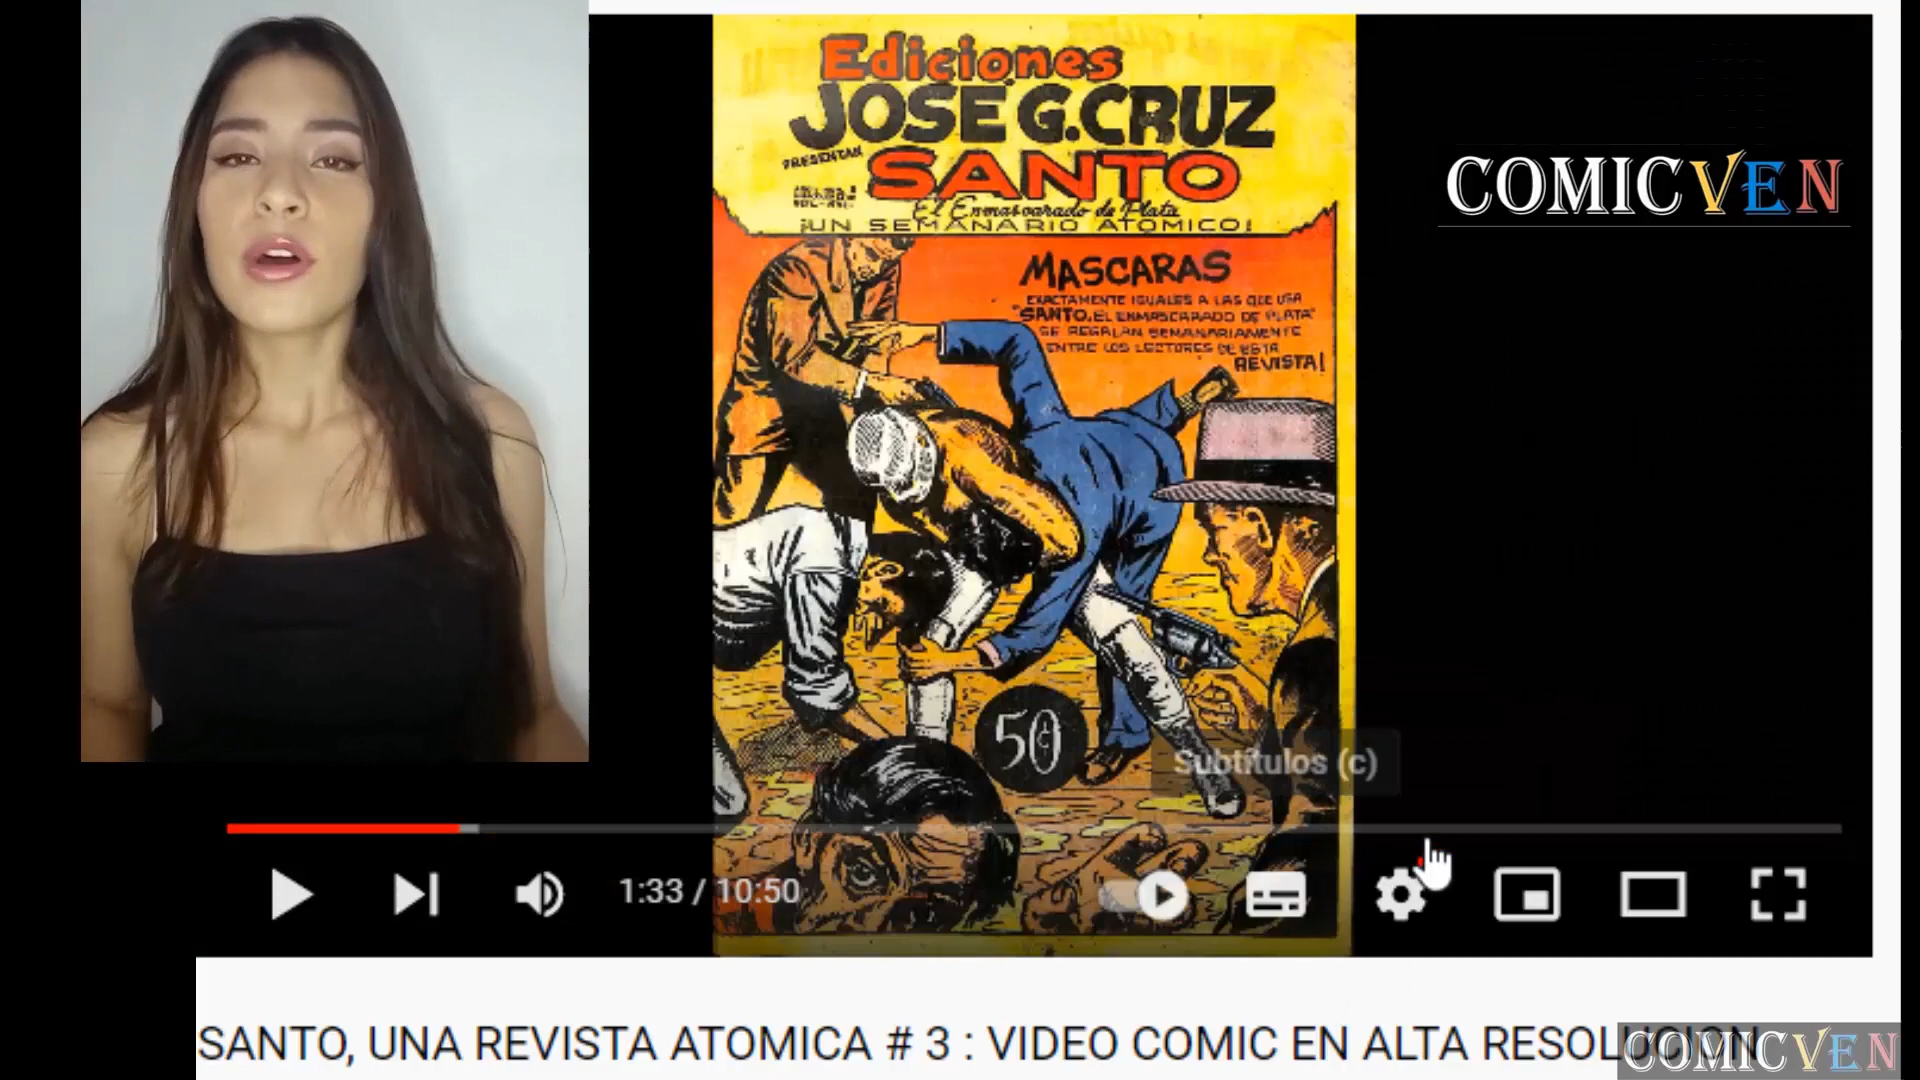 Ediciones
JOSE G. CRUZ
PRESENTAN
SANTO
El Enmascarado de Plata
¡UN SEMANARIO ATOMICO!
COMICVEN
MASCARAS
EXACTAMENTE IGUALES A LAS QUE USA
"SANTO, EL ENMASCARADO DE PLATA"
SE REGALAN SEMANARIAMENTE
ENTRE LOS LECTORES DE ESTA
REVISTA!
50¢
Subtítulos (c)
1:33 / 10:50
SANTO, UNA REVISTA ATOMICA # 3 : VIDEO COMIC EN ALTA RESOLUCION
COMICVEN